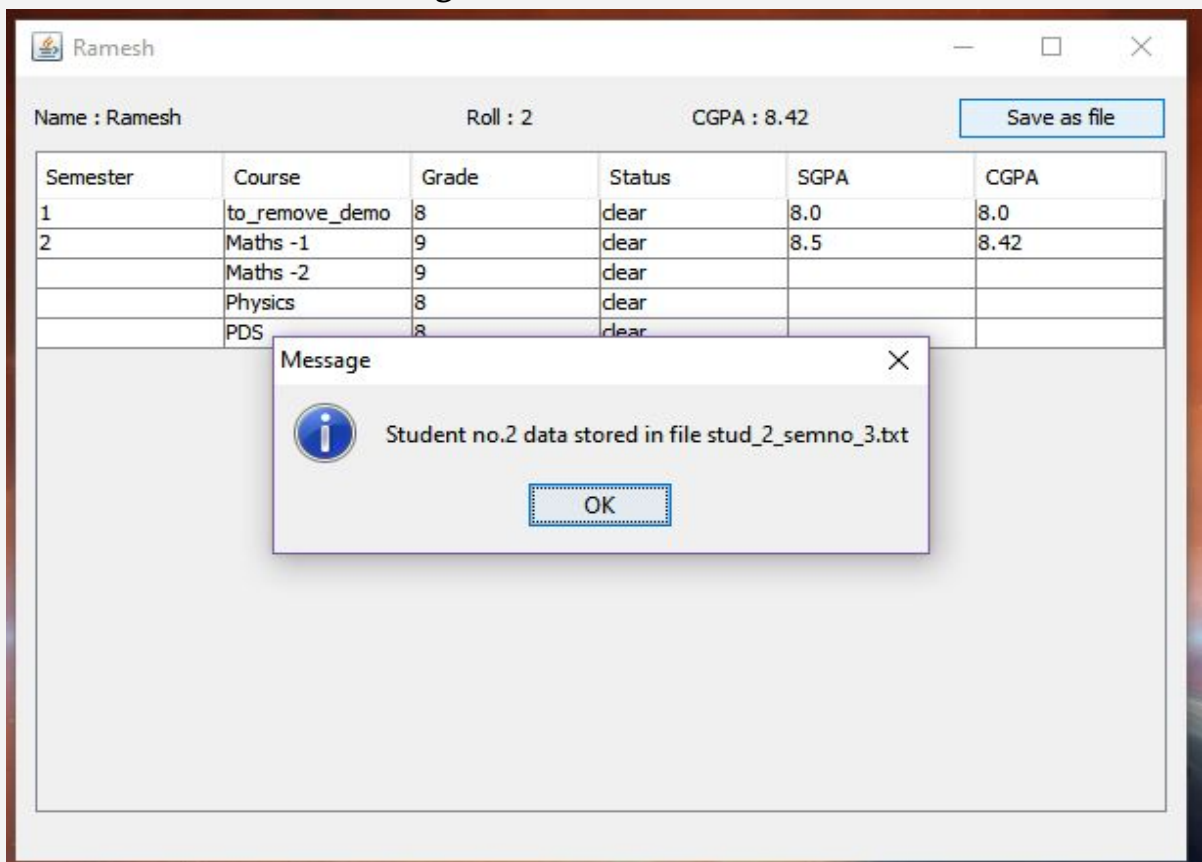 Ramesh
Name : Ramesh Roll : 2 CGPA : 8.42 Save as file
Semester Course Grade Status SGPA CGPA
1 to_remove_demo 8 clear 8.0 8.0
2 Maths -1 9 clear 8.5 8.42
Maths -2 9 clear
Physics 8 clear
PDS 8 clear
Message
Student no.2 data stored in file stud_2_semno_3.txt
OK